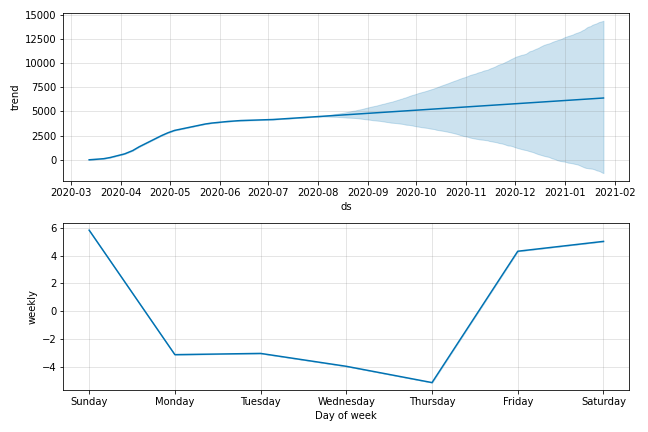 15000
12500
10000
7500
5000
2500
0
trend
2020-03 2020-04 2020-05 2020-06 2020-07 2020-08 2020-09 2020-10 2020-11 2020-12 2021-01 2021-02
ds
6
4
2
0
−2
−4
weekly
Sunday Monday Tuesday Wednesday Thursday Friday Saturday
Day of week